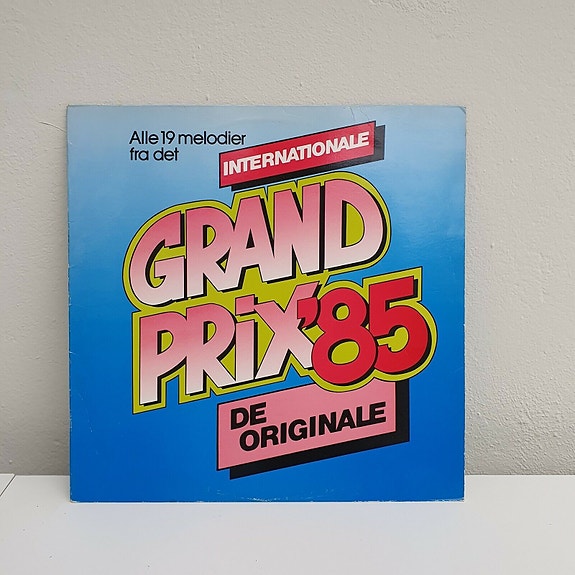 Alle 19 melodier
fra det
INTERNATIONALE
GRAND
PRiX'85
DE
ORIGINALE